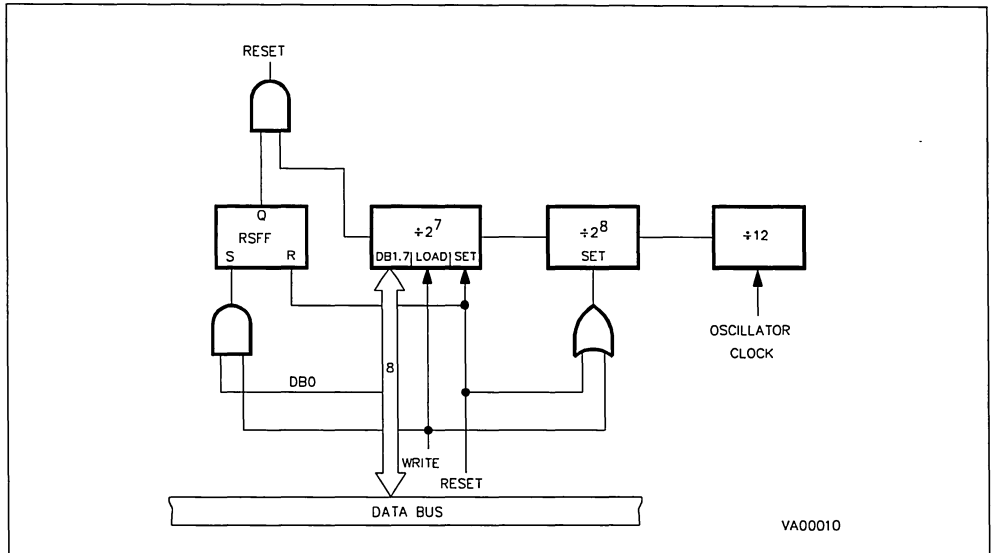 RESET
Q
RSFF
S
R
÷2⁷
DB1.7 | LOAD | SET
÷2⁸
SET
÷12
OSCILLATOR
CLOCK
8
DB0
WRITE
RESET
DATA BUS
VA00010